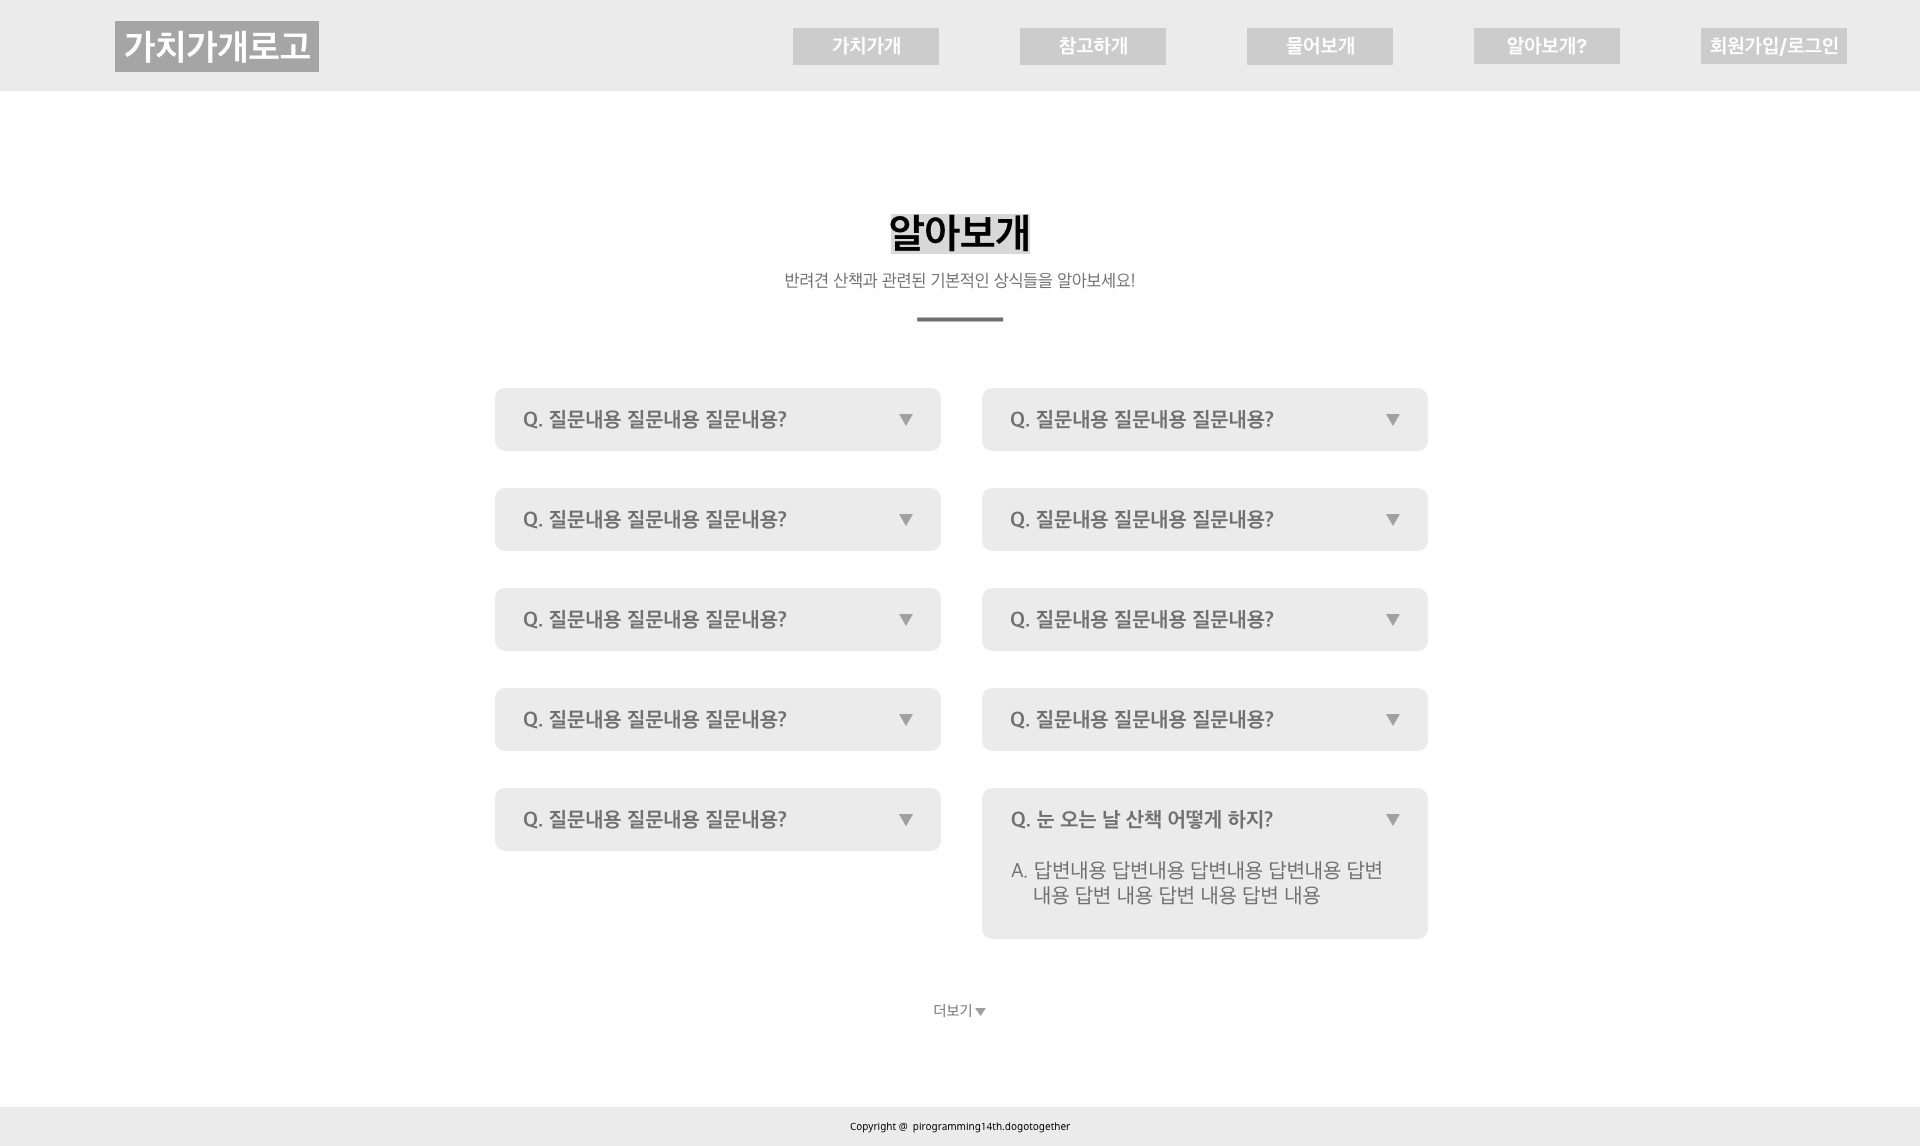 가치가개로고
가치가개
참고하개
물어보개
알아보개?
회원가입/로그인
알아보개
반려견 산책과 관련된 기본적인 상식들을 알아보세요!
Q. 질문내용 질문내용 질문내용? ▼
Q. 질문내용 질문내용 질문내용? ▼
Q. 질문내용 질문내용 질문내용? ▼
Q. 질문내용 질문내용 질문내용? ▼
Q. 질문내용 질문내용 질문내용? ▼
Q. 질문내용 질문내용 질문내용? ▼
Q. 질문내용 질문내용 질문내용? ▼
Q. 질문내용 질문내용 질문내용? ▼
Q. 질문내용 질문내용 질문내용? ▼
Q. 눈 오는 날 산책 어떻게 하지? ▼
A. 답변내용 답변내용 답변내용 답변내용 답변
내용 답변 내용 답변 내용 답변 내용
더보기▼
Copyright @ pirogramming14th.dogotogether